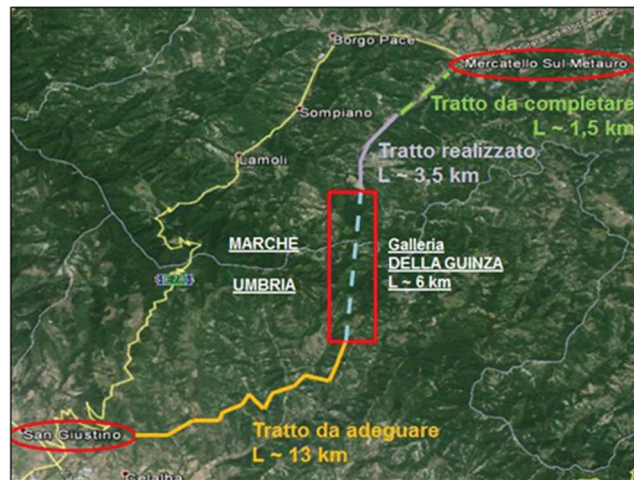 Borgo Pace
Mercatello Sul Metauro
Tratto da completare
L ~ 1,5 km
Sompiano
Tratto realizzato
L ~ 3,5 km
Lamoli
MARCHE
Galleria
DELLA GUINZA
L ~ 6 km
UMBRIA
San Giustino
Tratto da adeguare
L ~ 13 km